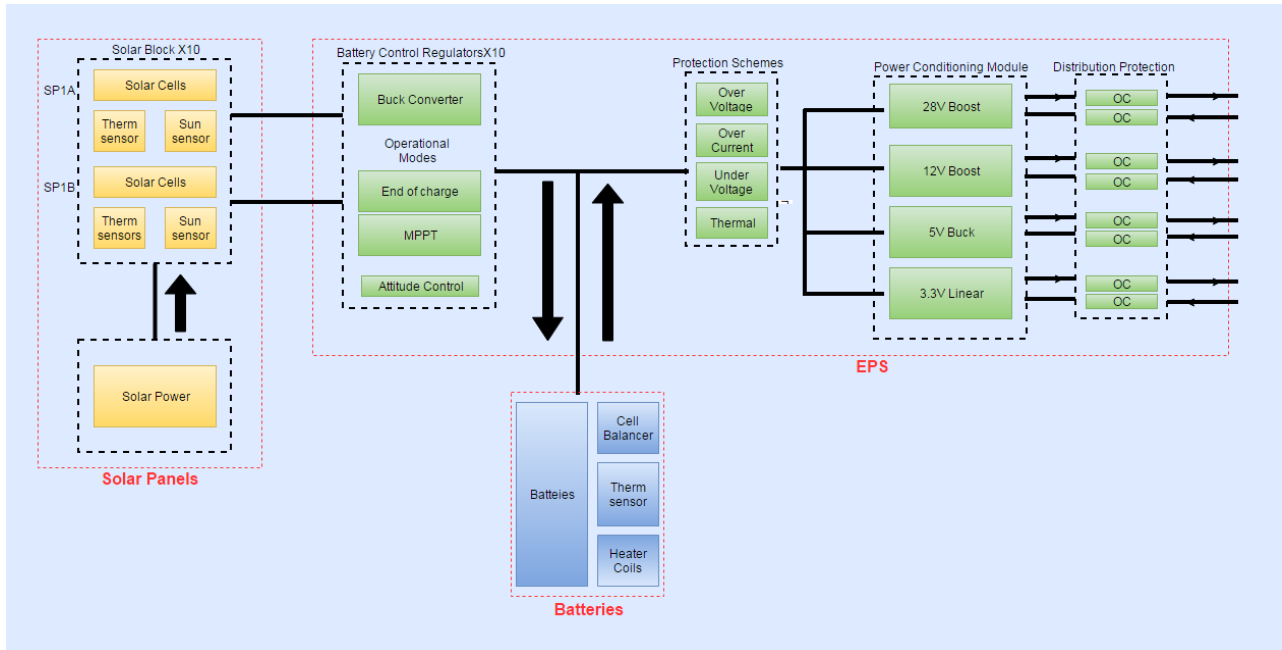 Solar Block X10
SP1A
Solar Cells
Therm
sensor
Sun
sensor
SP1B
Solar Cells
Therm
sensors
Sun
sensor
Solar Power
Solar Panels
Battery Control RegulatorsX10
Buck Converter
Operational
Modes
End of charge
MPPT
Attitude Control
Protection Schemes
Over
Voltage
Over
Current
Under
Voltage
Thermal
Power Conditioning Module
28V Boost
12V Boost
5V Buck
3.3V Linear
Distribution Protection
OC
OC
OC
OC
OC
OC
OC
OC
EPS
Batteies
Cell
Balancer
Therm
sensor
Heater
Coils
Batteries